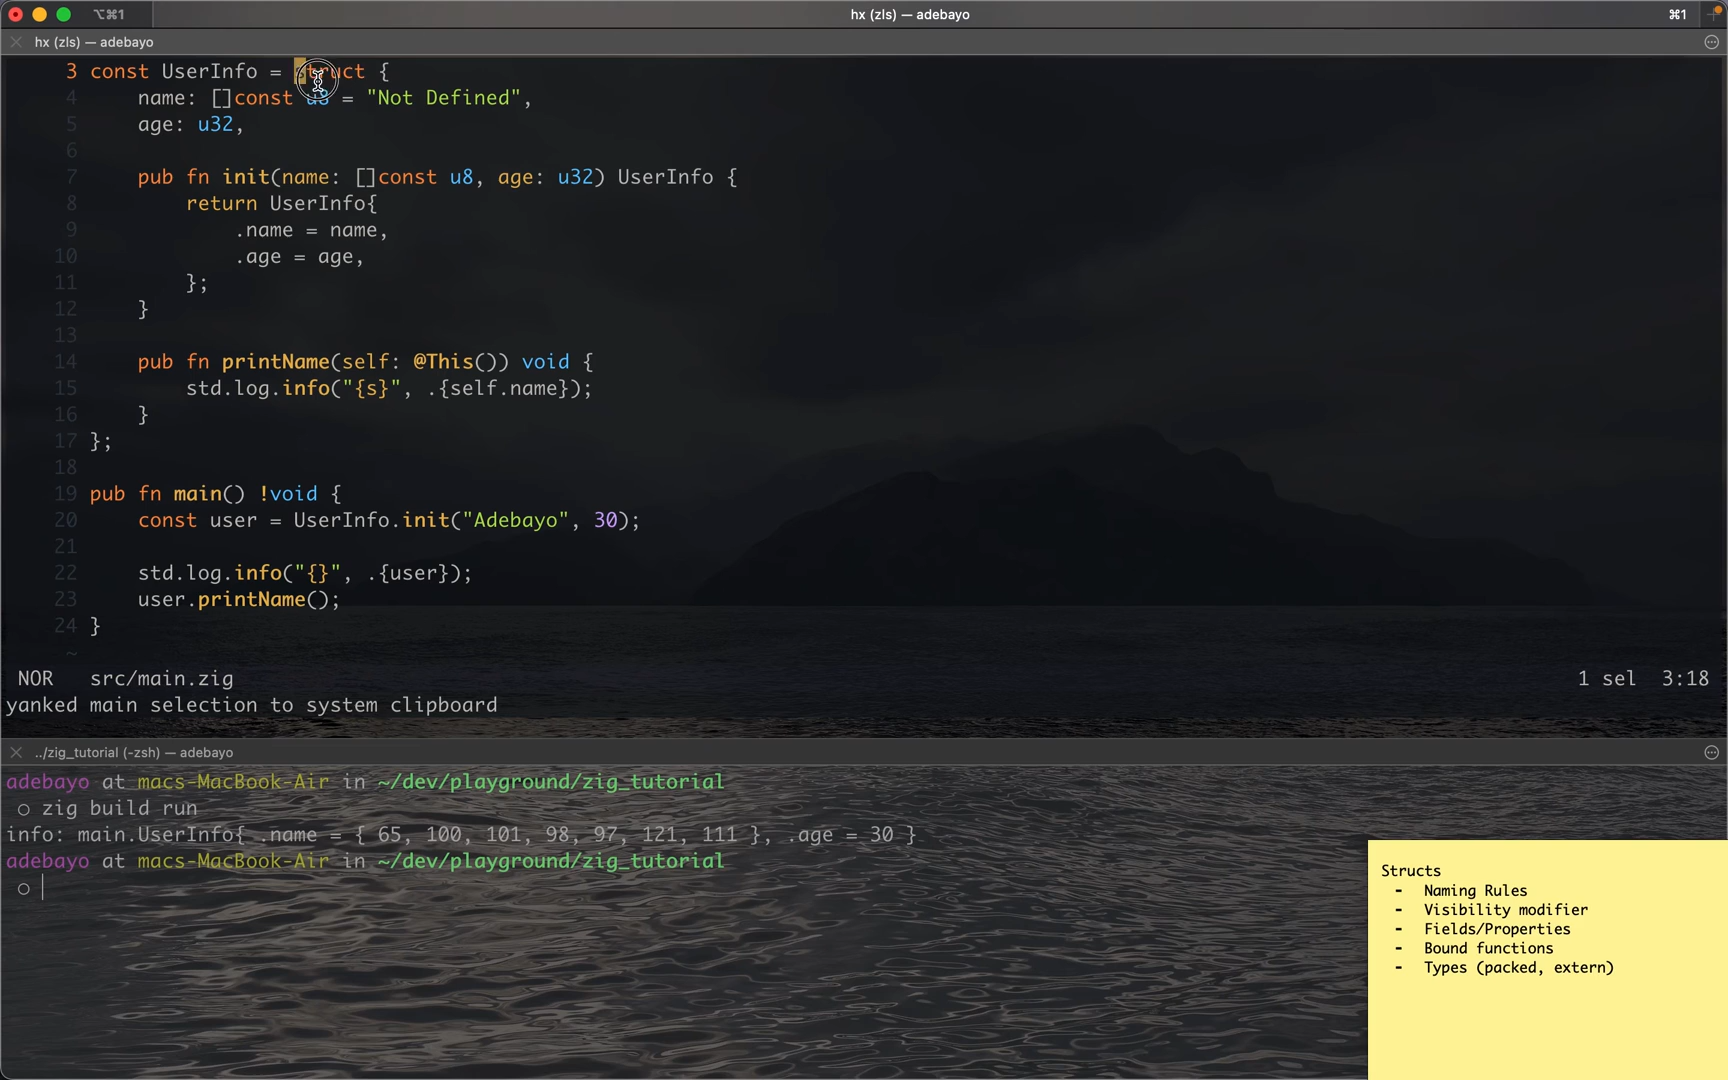 ⌥⌘1 hx (zls) — adebayo ⌘1
hx (zls) — adebayo
3 const UserInfo = struct {
4     name: []const u8 = "Not Defined",
5     age: u32,
6
7     pub fn init(name: []const u8, age: u32) UserInfo {
8         return UserInfo{
9             .name = name,
10             .age = age,
11         };
12     }
13
14     pub fn printName(self: @This()) void {
15         std.log.info("{s}", .{self.name});
16     }
17 };
18
19 pub fn main() !void {
20     const user = UserInfo.init("Adebayo", 30);
21
22     std.log.info("{}", .{user});
23     user.printName();
24 }
~
NOR   src/main.zig 1 sel  3:18
yanked main selection to system clipboard
../zig_tutorial (-zsh) — adebayo
adebayo at macs-MacBook-Air in ~/dev/playground/zig_tutorial
○ zig build run
info: main.UserInfo{ .name = { 65, 100, 101, 98, 97, 121, 111 }, .age = 30 }
adebayo at macs-MacBook-Air in ~/dev/playground/zig_tutorial
○
Structs
- Naming Rules
- Visibility modifier
- Fields/Properties
- Bound functions
- Types (packed, extern)